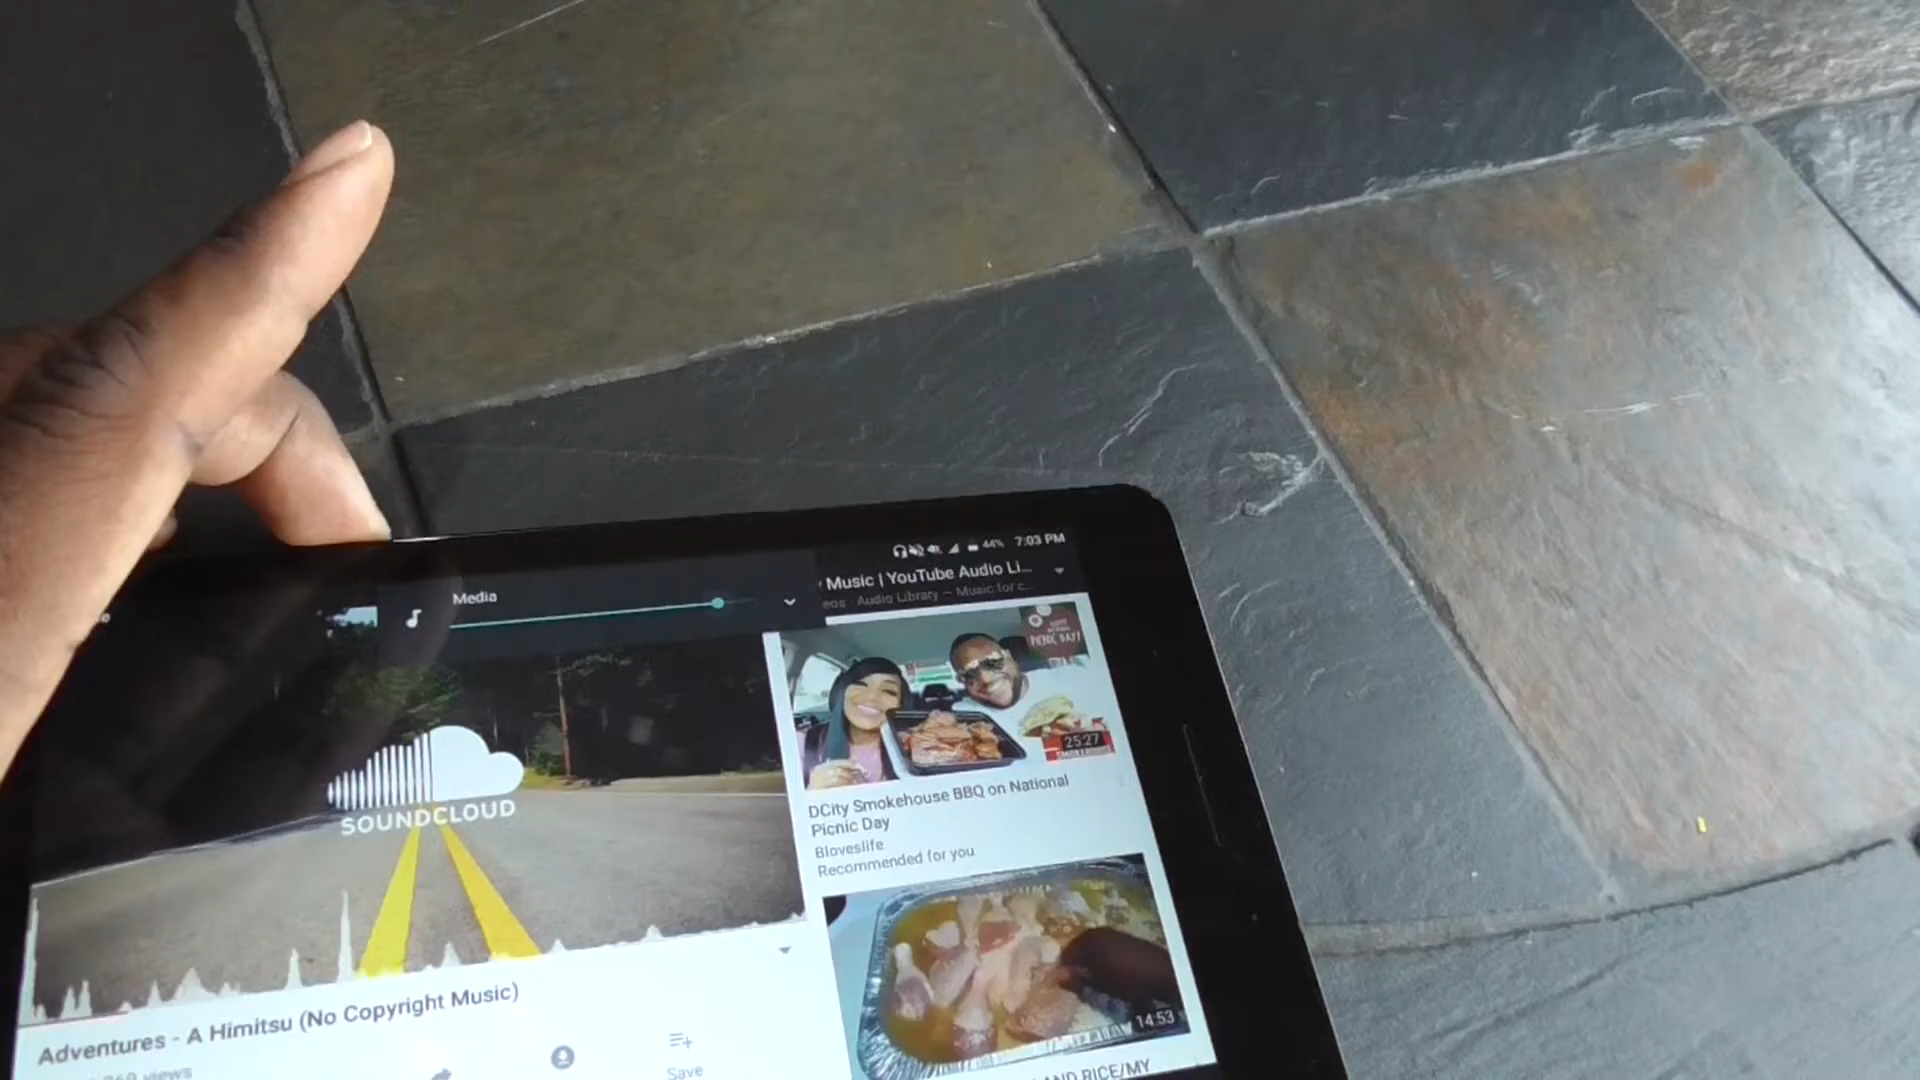 44% 7:03 PM
Media
Music | YouTube Audio Li...
Audio Library — Music for c...
PICNIC DAY!
25:27
SOUNDCLOUD
DCity Smokehouse BBQ on National
Picnic Day
Bloveslife
Recommended for you
Adventures - A Himitsu (No Copyright Music)
views
Save
14:53
AND RICE/MY